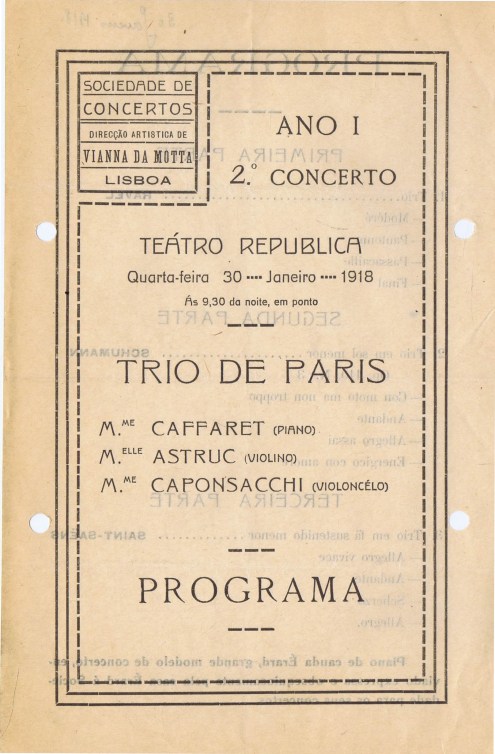 SOCIEDADE DE
CONCERTOS
DIRECÇÃO ARTISTICA DE
VIANNA DA MOTTA
LISBOA
ANO I
2.º CONCERTO
TEÁTRO REPUBLICA
Quarta-feira 30 ···· Janeiro ···· 1918
Ás 9,30 da noite, em ponto
TRIO DE PARIS
M.ME CAFFARET (PIANO)
M.ELLE ASTRUC (VIOLINO)
M.ME CAPONSACCHI (VIOLONCÉLO)
PROGRAMA